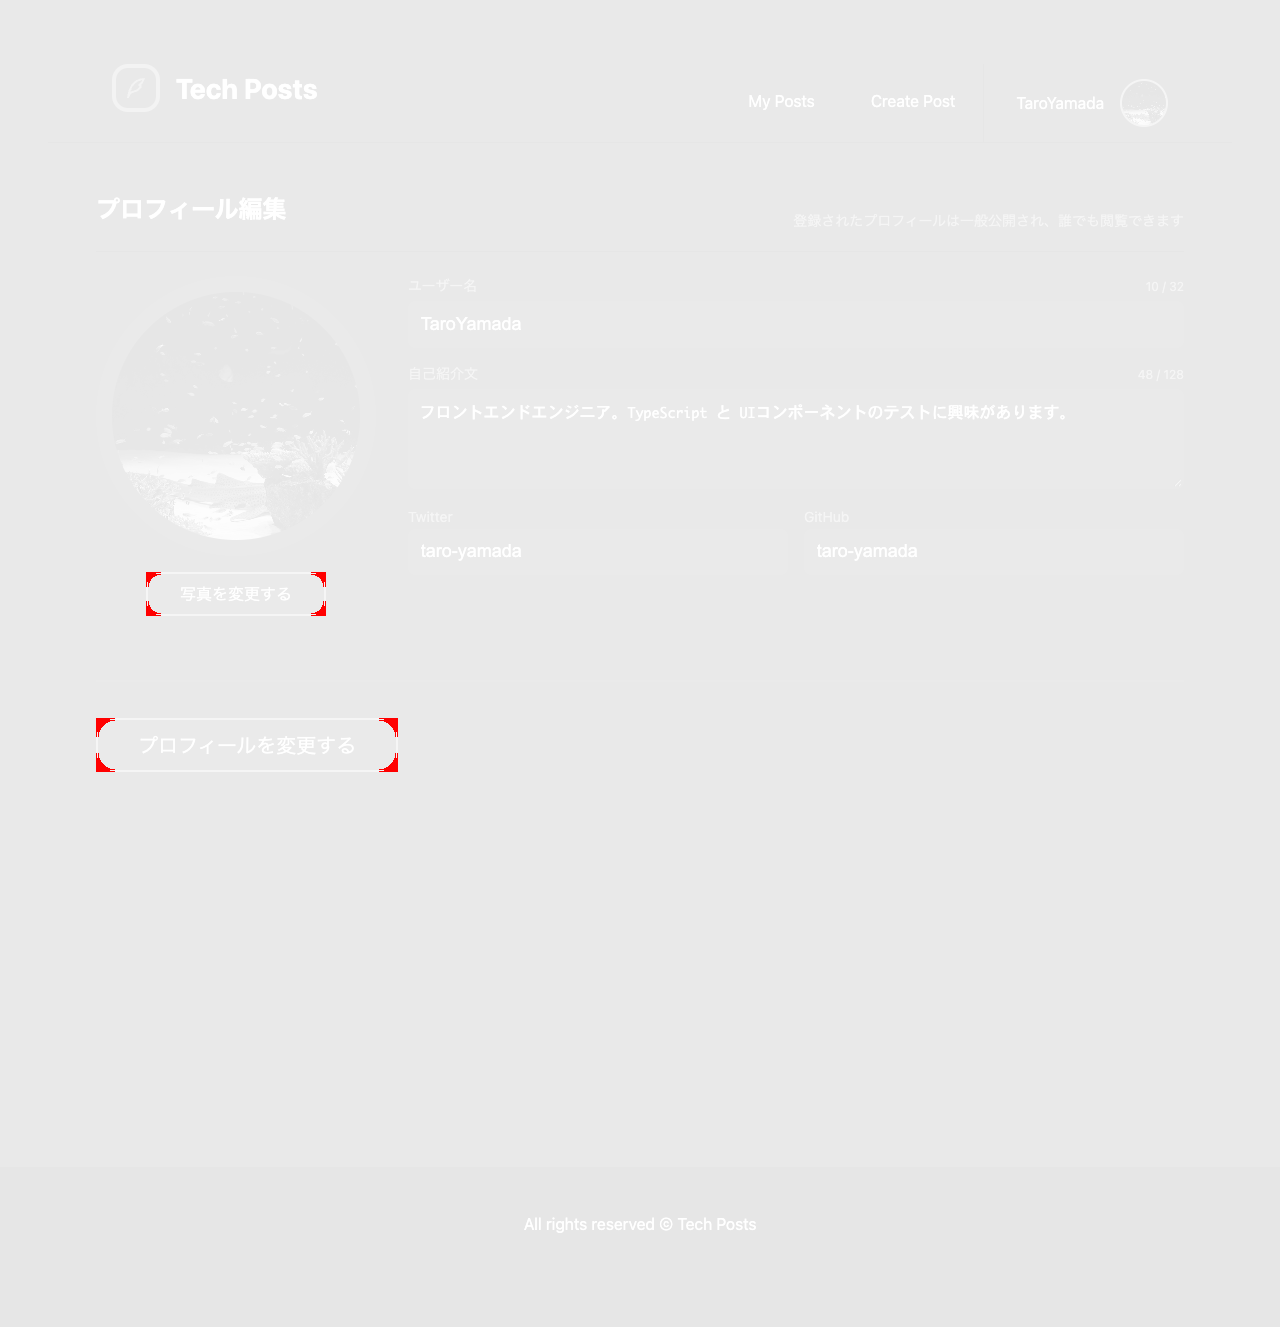 Tech Posts
My Posts
Create Post
TaroYamada
プロフィール編集
登録されたプロフィールは一般公開され、誰でも閲覧できます
ユーザー名
10 / 32
TaroYamada
自己紹介文
48 / 128
フロントエンドエンジニア。TypeScript と UIコンポーネントのテストに興味があります。
Twitter
GitHub
taro-yamada
taro-yamada
写真を変更する
プロフィールを変更する
All rights reserved © Tech Posts